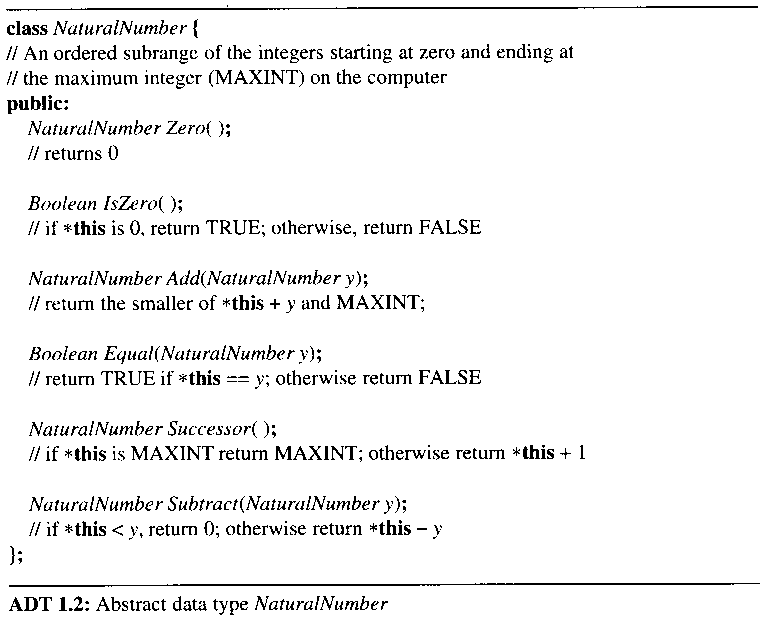 class NaturalNumber {
// An ordered subrange of the integers starting at zero and ending at
// the maximum integer (MAXINT) on the computer
public:
NaturalNumber Zero( );
// returns 0
Boolean IsZero( );
// if *this is 0, return TRUE; otherwise, return FALSE
NaturalNumber Add(NaturalNumber y);
// return the smaller of *this + y and MAXINT;
Boolean Equal(NaturalNumber y);
// return TRUE if *this == y; otherwise return FALSE
NaturalNumber Successor( );
// if *this is MAXINT return MAXINT; otherwise return *this + 1
NaturalNumber Subtract(NaturalNumber y);
// if *this < y, return 0; otherwise return *this – y
};
ADT 1.2: Abstract data type NaturalNumber